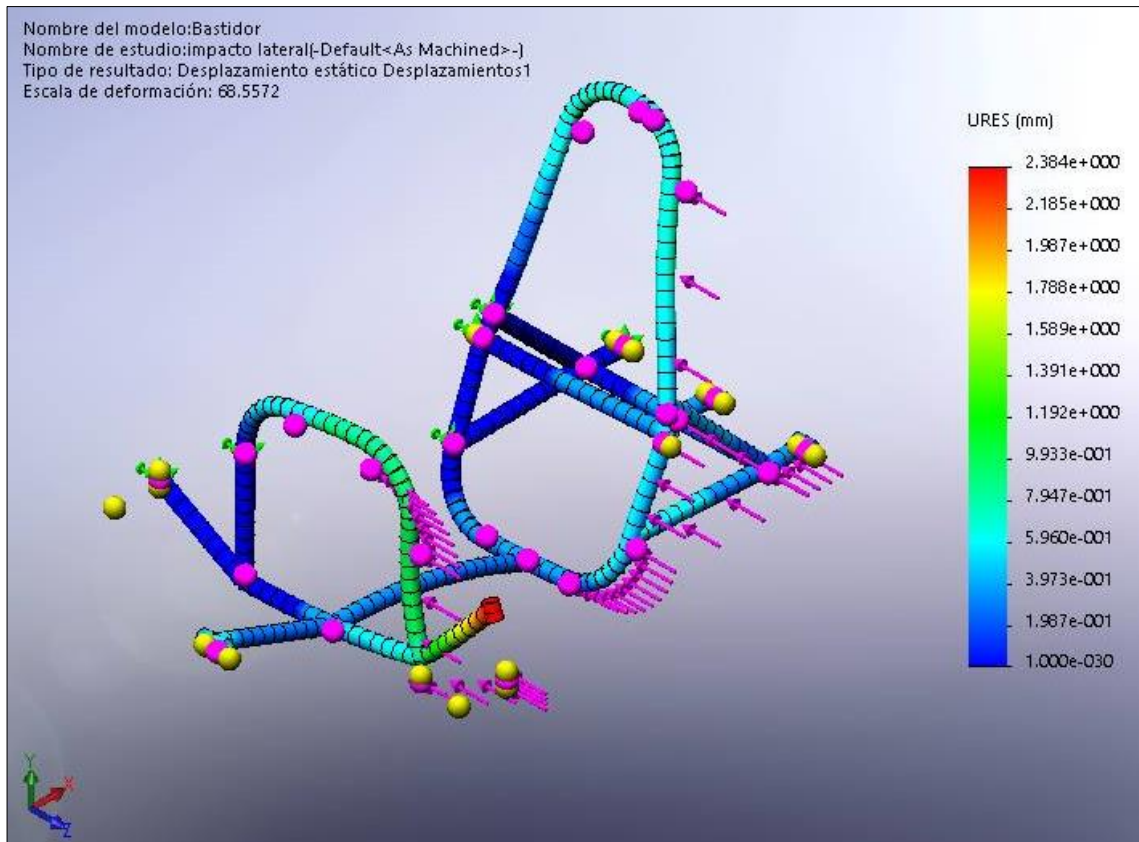 Nombre del modelo:Bastidor
Nombre de estudio:impacto lateral(-Default<As Machined>-)
Tipo de resultado: Desplazamiento estático Desplazamientos1
Escala de deformación: 68.5572
URES (mm)
2.384e+000
2.185e+000
1.987e+000
1.788e+000
1.589e+000
1.391e+000
1.192e+000
9.933e-001
7.947e-001
5.960e-001
3.973e-001
1.987e-001
1.000e-030
Y
X
Z